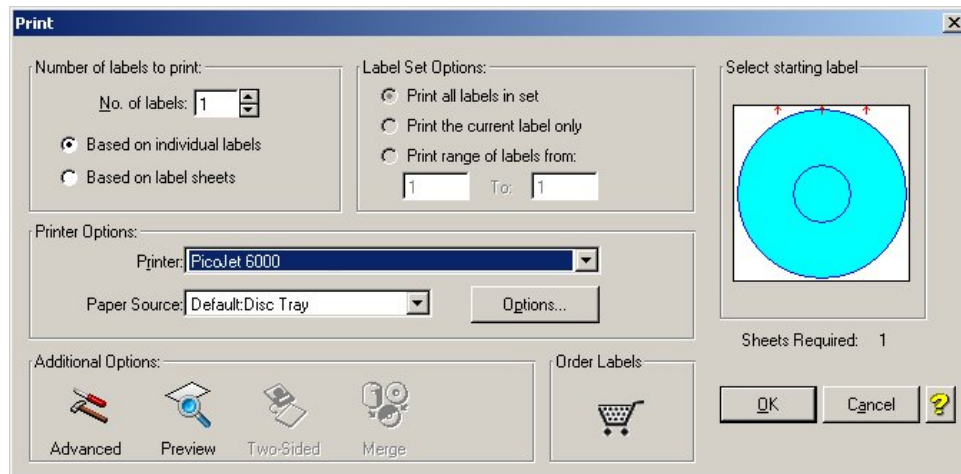 Print
Number of labels to print:
No. of labels: 1
Based on individual labels
Based on label sheets
Label Set Options:
Print all labels in set
Print the current label only
Print range of labels from:
1 To: 1
Select starting label
Printer Options:
Printer: PicoJet 6000
Paper Source: Default:Disc Tray
Options...
Sheets Required: 1
Additional Options:
Advanced Preview Two-Sided Merge
Order Labels
OK Cancel ?